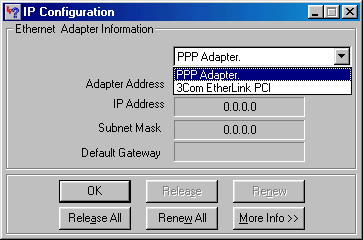 IP Configuration
Ethernet Adapter Information
PPP Adapter.
PPP Adapter.
3Com EtherLink PCI
Adapter Address
IP Address 0.0.0.0
Subnet Mask 0.0.0.0
Default Gateway
OK Release Renew
Release All Renew All More Info >>